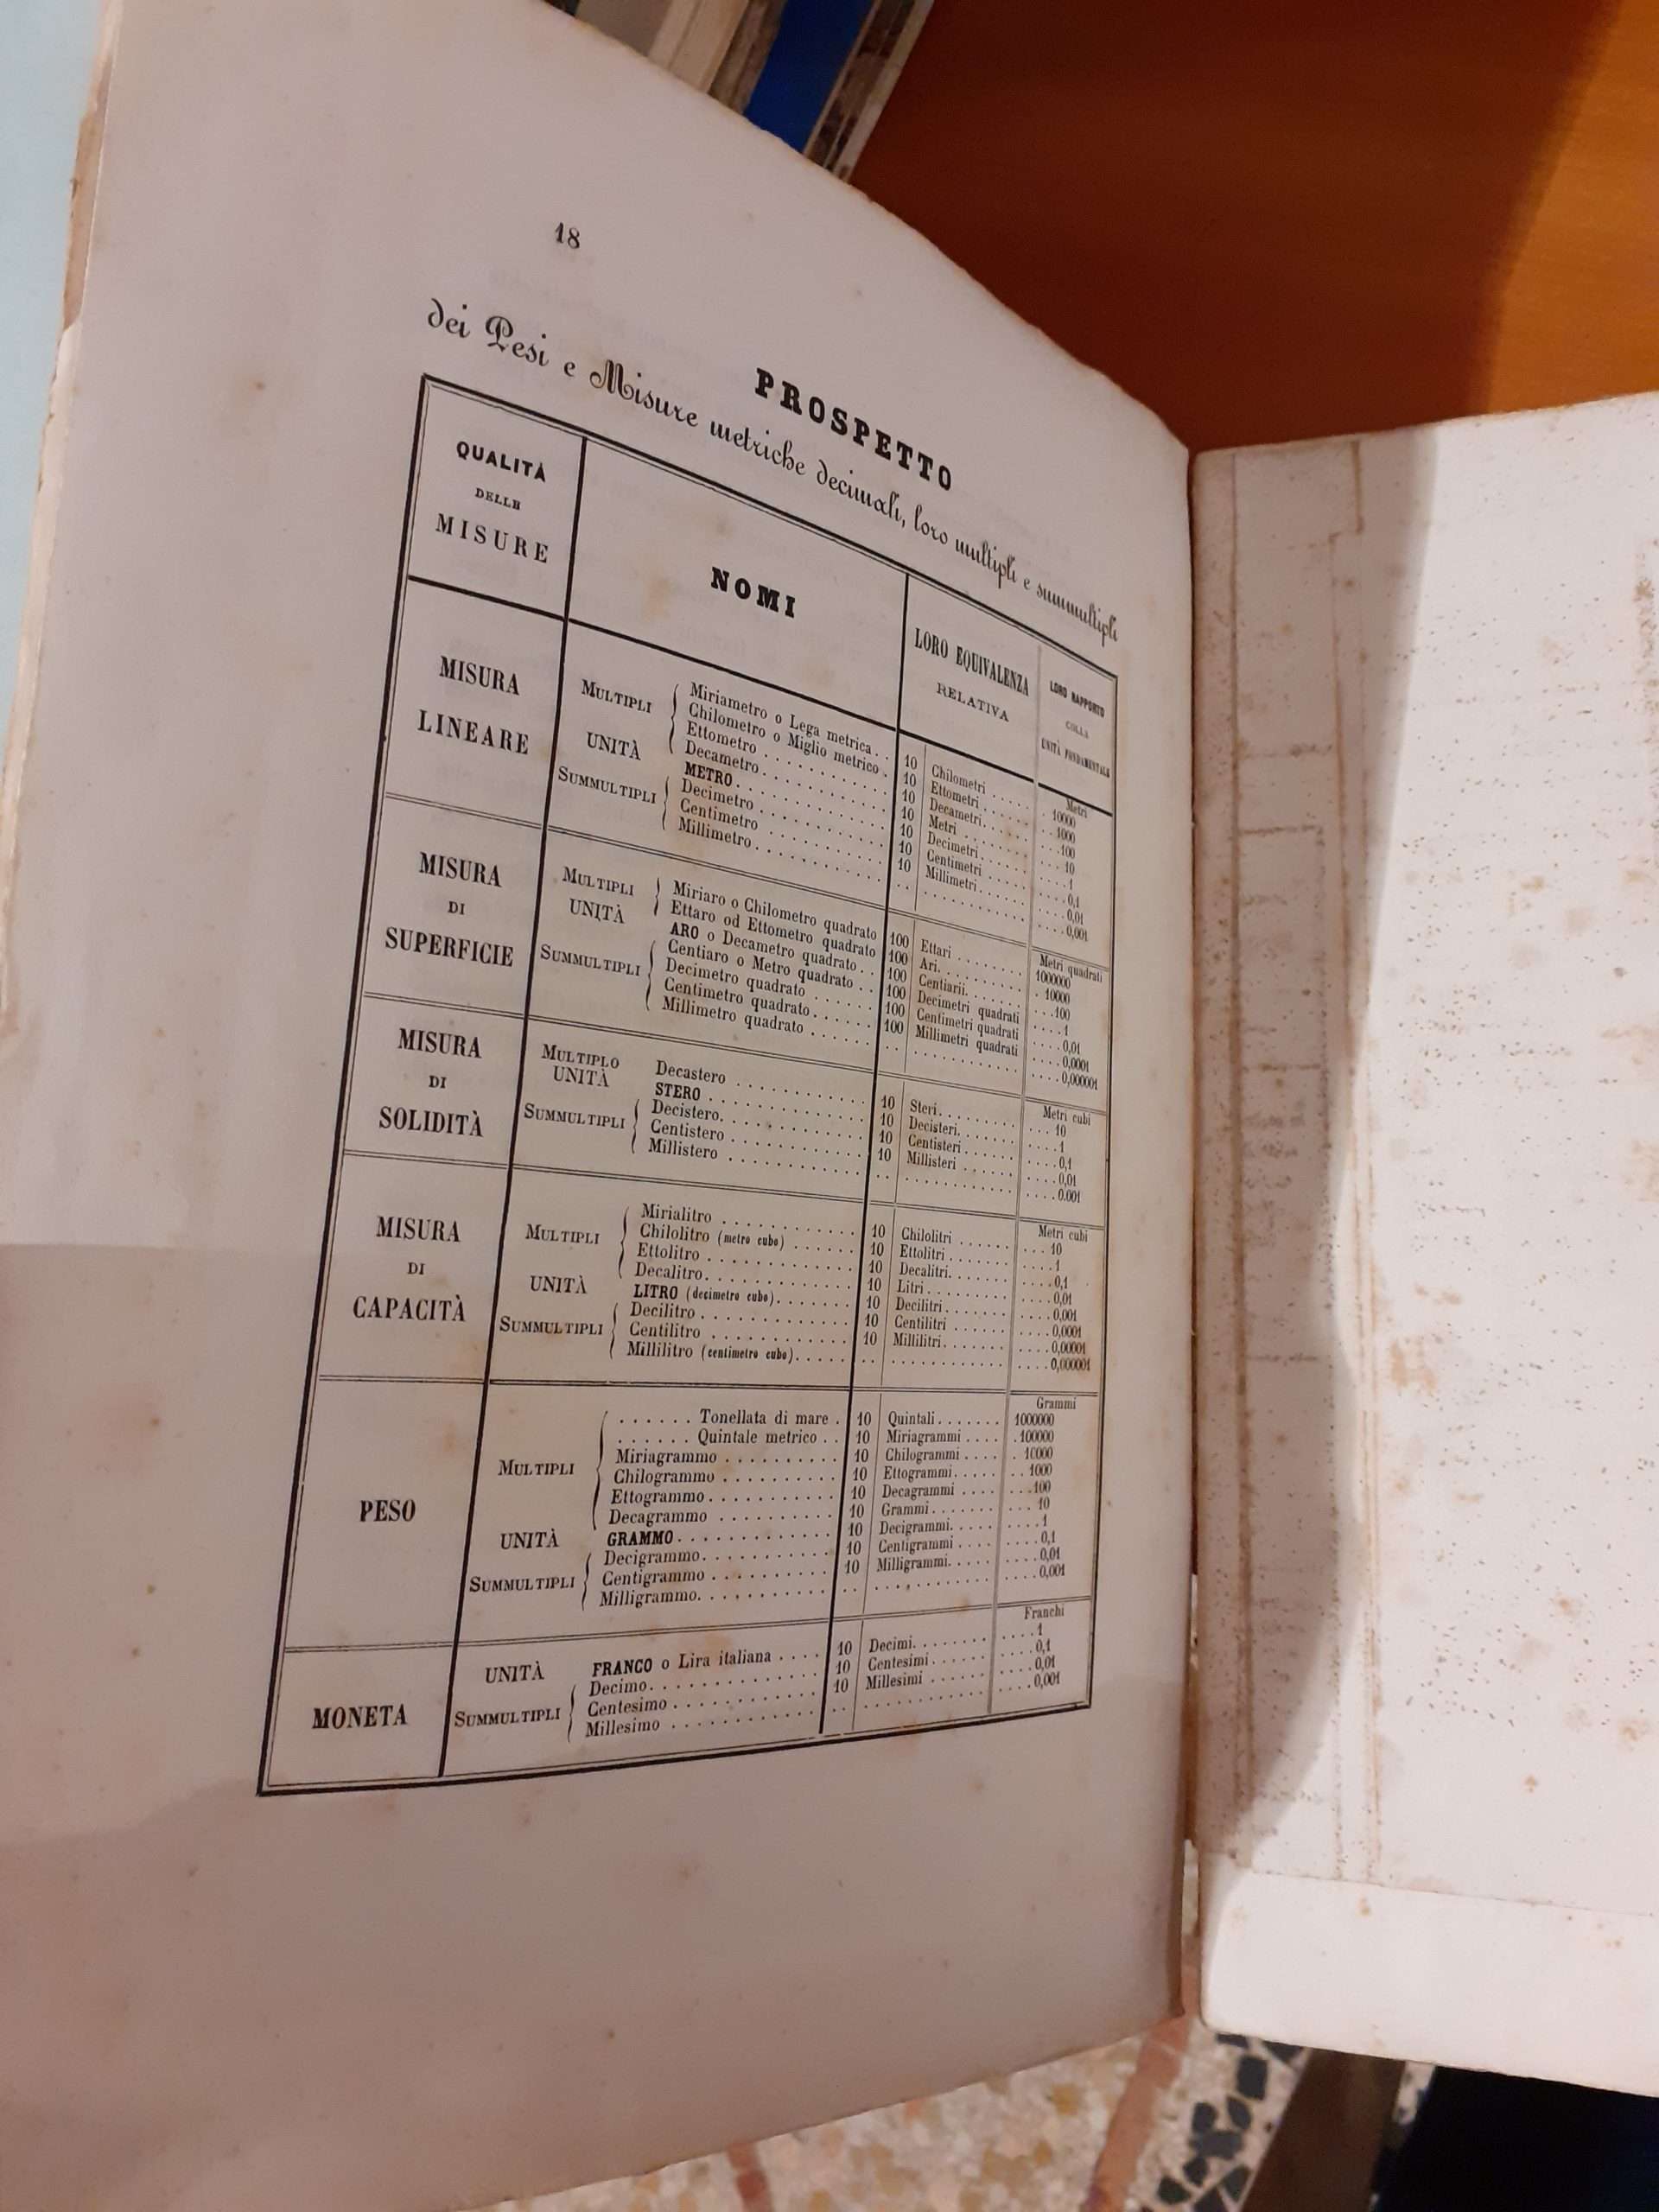 18
PROSPETTO
dei Pesi e Misure metriche decimali, loro multipli e summultipli
QUALITÀ DELLE MISURE NOMI LORO EQUIVALENZA RELATIVA LORO RAPPORTO COLLA UNITÀ FONDAMENTALE
MISURA LINEARE
Metri
MULTIPLI Miriametro o Lega metrica . . 10 Chilometri . . . . . . 10000
Chilometro o Miglio metrico . 10 Ettometri . . . . . . 1000
Ettometro . . . . . . . . . . 10 Decametri. . . . . . . 100
Decametro. . . . . . . . . . 10 Metri . . . . . . . . 10
UNITÀ METRO. . . . . . . . . . . . 10 Decimetri . . . . . . . 1
SUMMULTIPLI Decimetro . . . . . . . . . . 10 Centimetri . . . . . . 0,1
Centimetro . . . . . . . . . 10 Millimetri. . . . . . . 0,01
Millimetro. . . . . . . . . . . . . . . . . . . . . . 0,001
MISURA DI SUPERFICIE
Metri quadrati
MULTIPLI Miriaro o Chilometro quadrato 100 Ettari . . . . . . . . 1000000
Ettaro od Ettometro quadrato 100 Ari. . . . . . . . . . 10000
UNITÀ ARO o Decametro quadrato. . . 100 Centiarii. . . . . . . 100
SUMMULTIPLI Centiaro o Metro quadrato . . 100 Decimetri quadrati . . . . 1
Decimetro quadrato . . . . . . 100 Centimetri quadrati . . . . 0,01
Centimetro quadrato. . . . . . 100 Millimetri quadrati . . . . 0,0001
Millimetro quadrato . . . . . . . . . . . . . . . . . . . . 0,000001
MISURA DI SOLIDITÀ
Metri cubi
MULTIPLO Decastero . . . . . . . . . . 10 Steri. . . . . . . . . . 10
UNITÀ STERO . . . . . . . . . . . . 10 Decisteri. . . . . . . . 1
SUMMULTIPLI Decistero. . . . . . . . . . 10 Centisteri . . . . . . . 0,1
Centistero . . . . . . . . . 10 Millisteri . . . . . . . 0,01
Millistero . . . . . . . . . . . . . . . . . . . . . . . 0.001
MISURA DI CAPACITÀ
Metri cubi
MULTIPLI Mirialitro . . . . . . . . . . 10 Chilolitri . . . . . . . 10
Chilolitro (metro cubo) . . . . . . 10 Ettolitri . . . . . . . . 1
Ettolitro . . . . . . . . . . 10 Decalitri. . . . . . . . 0,1
Decalitro. . . . . . . . . . 10 Litri . . . . . . . . . 0,01
UNITÀ LITRO (decimetro cubo). . . . . . . 10 Decilitri . . . . . . . . 0,001
SUMMULTIPLI Decilitro . . . . . . . . . . 10 Centilitri . . . . . . . 0,0001
Centilitro . . . . . . . . . . 10 Millilitri. . . . . . . . 0,00001
Millilitro (centimetro cubo). . . . . . . . . . . . . . . . 0,000001
PESO
Grammi
MULTIPLI . . . . . . Tonellata di mare . 10 Quintali. . . . . . . 1000000
. . . . . . Quintale metrico . . 10 Miriagrammi . . . . .100000
Miriagrammo . . . . . . . . . 10 Chilogrammi . . . . . 10000
Chilogrammo . . . . . . . . . 10 Ettogrammi. . . . . . 1000
Ettogrammo. . . . . . . . . . 10 Decagrammi . . . . . . 100
Decagrammo . . . . . . . . . 10 Grammi. . . . . . . . 10
UNITÀ GRAMMO. . . . . . . . . . . . 10 Decigrammi. . . . . . . 1
SUMMULTIPLI Decigrammo. . . . . . . . . . 10 Centigrammi . . . . . 0,1
Centigrammo . . . . . . . . . 10 Milligrammi. . . . . . 0,01
Milligrammo. . . . . . . . . . . . . . . . . . . . . . 0,001
MONETA
Franchi
UNITÀ FRANCO o Lira italiana . . . . 10 Decimi. . . . . . . . . 1
SUMMULTIPLI Decimo. . . . . . . . . . . . 10 Centesimi . . . . . . . 0,1
Centesimo . . . . . . . . . . 10 Millesimi . . . . . . . 0,01
Millesimo . . . . . . . . . . . . . . . . . . . . . . . 0,001